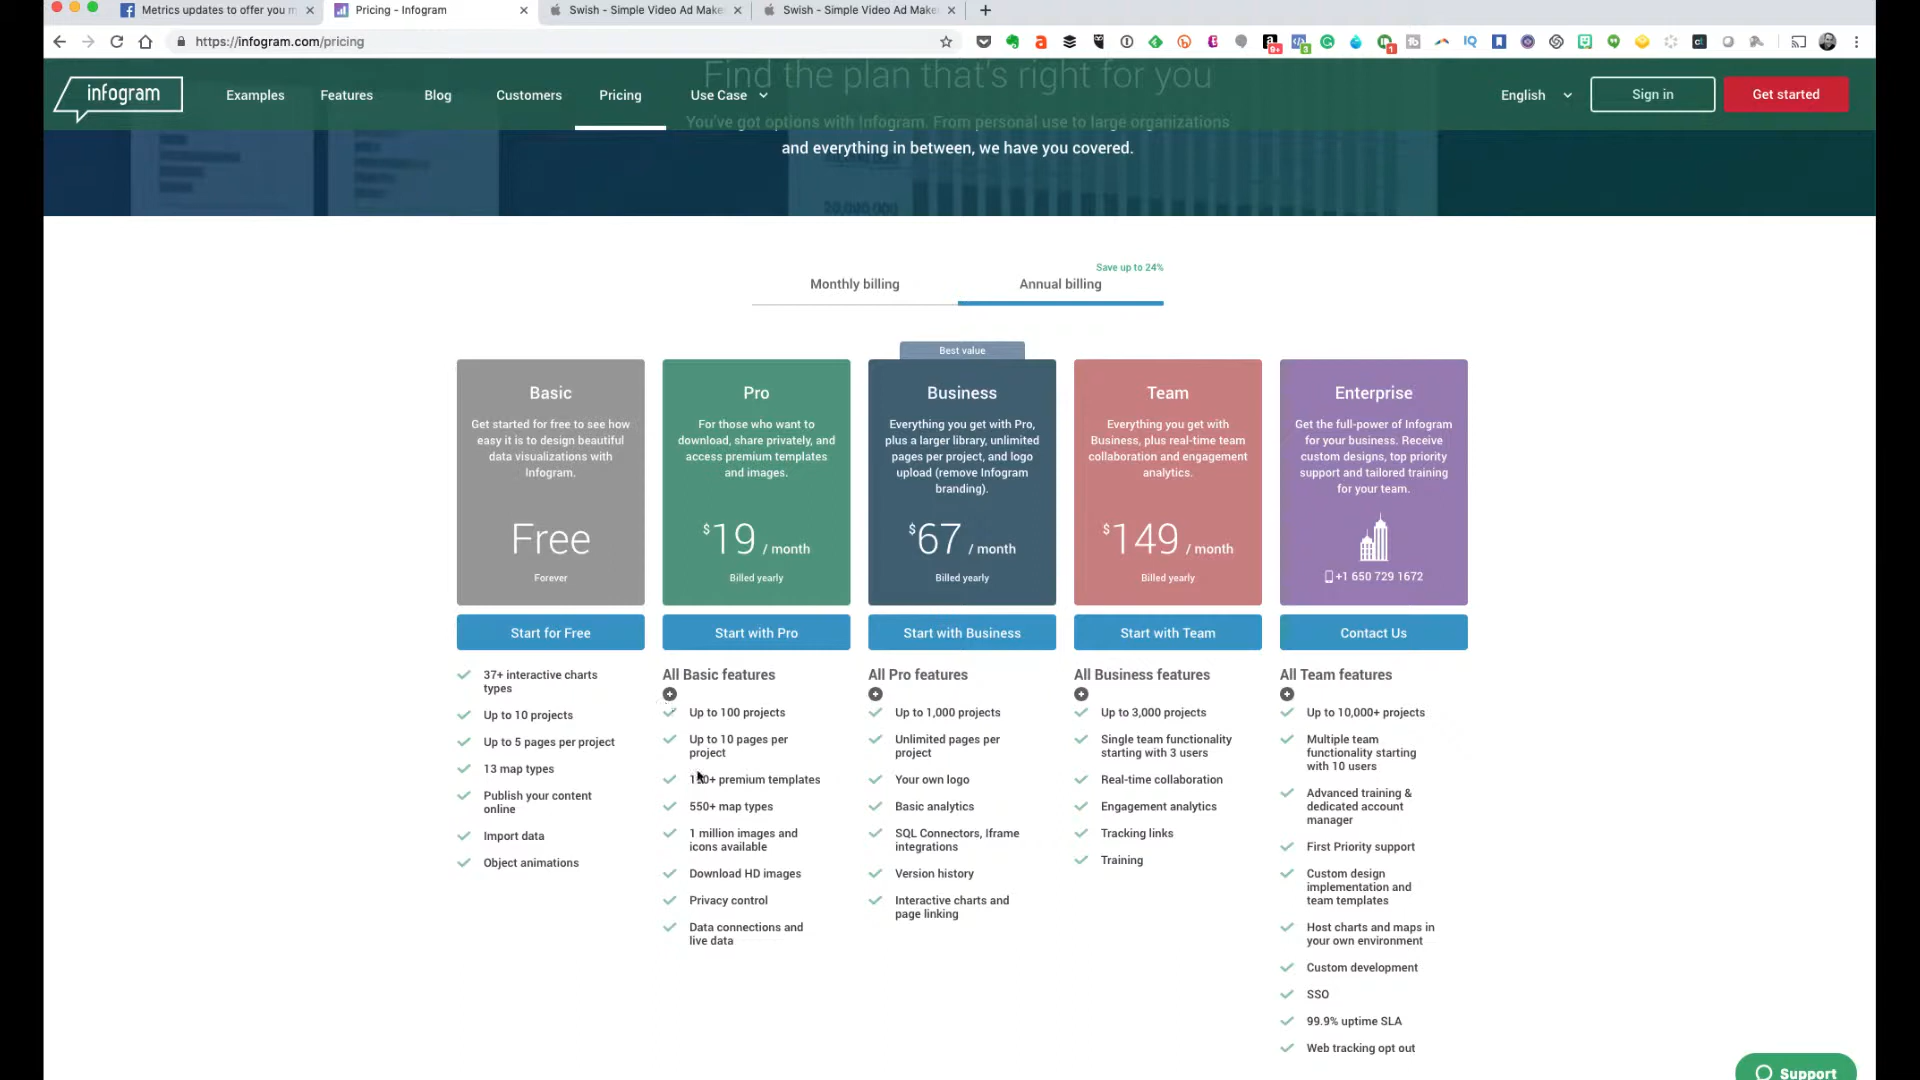 Metrics updates to offer you m
Pricing - Infogram
Swish - Simple Video Ad Make
Swish - Simple Video Ad Make
https://infogram.com/pricing
infogram
Examples
Features
Blog
Customers
Pricing
Use Case
English
Sign in
Get started
Find the plan that's right for you
You've got options with Infogram. From personal use to large organizations
and everything in between, we have you covered.
20,000,000
Save up to 24%
Monthly billing
Annual billing
Basic
Get started for free to see how
easy it is to design beautiful
data visualizations with
Infogram.
Free
Forever
Start for Free
37+ interactive charts
types
Up to 10 projects
Up to 5 pages per project
13 map types
Publish your content
online
Import data
Object animations
Pro
For those who want to
download, share privately, and
access premium templates
and images.
$19 / month
Billed yearly
Start with Pro
All Basic features
Up to 100 projects
Up to 10 pages per
project
premium templates
550+ map types
1 million images and
icons available
Download HD images
Privacy control
Data connections and
live data
Best value
Business
Everything you get with Pro,
plus a larger library, unlimited
pages per project, and logo
upload (remove Infogram
branding).
$67 / month
Billed yearly
Start with Business
All Pro features
Up to 1,000 projects
Unlimited pages per
project
Your own logo
Basic analytics
SQL Connectors, Iframe
integrations
Version history
Interactive charts and
page linking
Team
Everything you get with
Business, plus real-time team
collaboration and engagement
analytics.
$149 / month
Billed yearly
Start with Team
All Business features
Up to 3,000 projects
Single team functionality
starting with 3 users
Real-time collaboration
Engagement analytics
Tracking links
Training
Enterprise
Get the full-power of Infogram
for your business. Receive
custom designs, top priority
support and tailored training
for your team.
+1 650 729 1672
Contact Us
All Team features
Up to 10,000+ projects
Multiple team
functionality starting
with 10 users
Advanced training &
dedicated account
manager
First Priority support
Custom design
implementation and
team templates
Host charts and maps in
your own environment
Custom development
SSO
99.9% uptime SLA
Web tracking opt out
Support